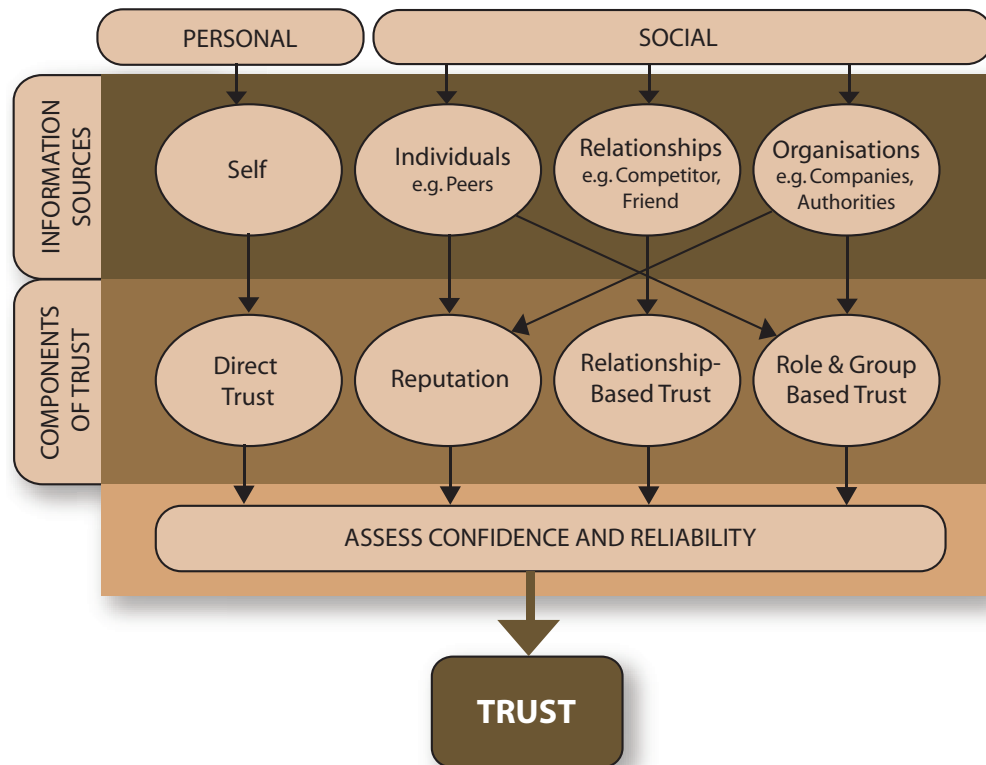 PERSONAL
SOCIAL
INFORMATION
SOURCES
Self
Individuals
e.g. Peers
Relationships
e.g. Competitor,
Friend
Organisations
e.g. Companies,
Authorities
COMPONENTS
OF TRUST
Direct
Trust
Reputation
Relationship-
Based Trust
Role & Group
Based Trust
ASSESS CONFIDENCE AND RELIABILITY
TRUST